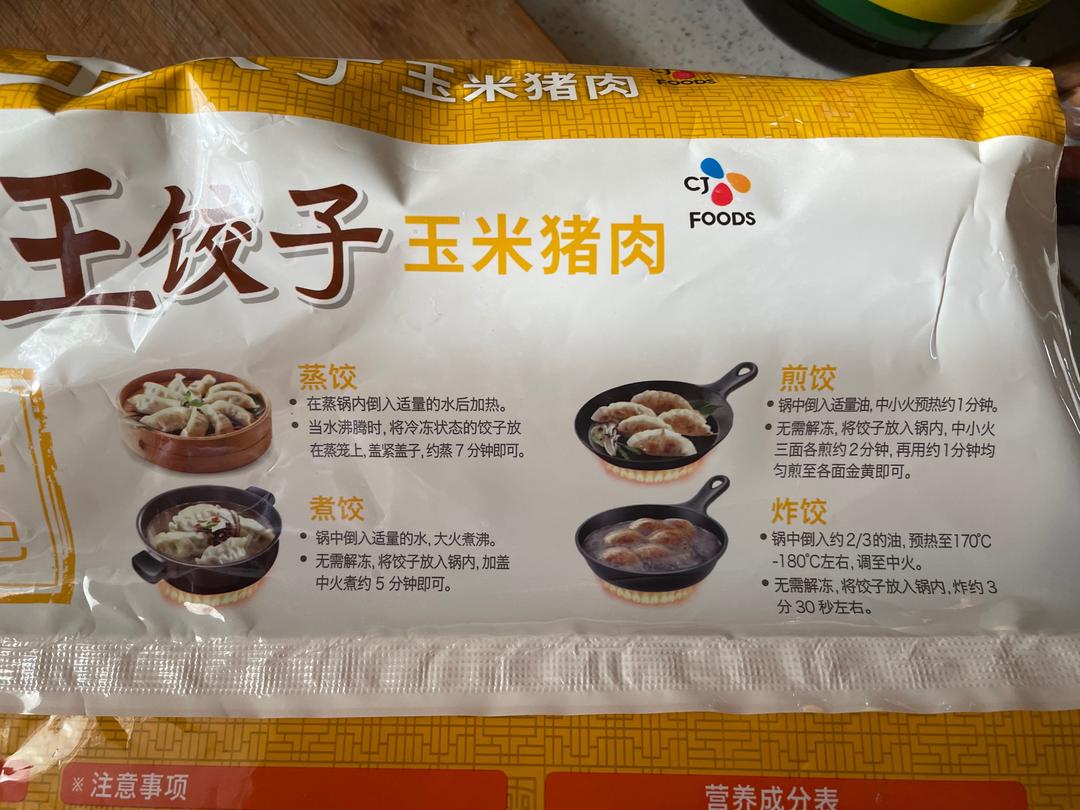 子 玉米猪肉 CJ FOODS
王饺子 玉米猪肉
CJ
FOODS
蒸饺
• 在蒸锅内倒入适量的水后加热。
• 当水沸腾时,将冷冻状态的饺子放
在蒸笼上,盖紧盖子,约蒸7分钟即可。
煮饺
• 锅中倒入适量的水,大火煮沸。
• 无需解冻,将饺子放入锅内,加盖
中火煮约 5 分钟即可。
煎饺
• 锅中倒入适量油,中小火预热约1分钟。
• 无需解冻,将饺子放入锅内,中小火
三面各煎约2分钟,再用约1分钟均
匀煎至各面金黄即可。
炸饺
• 锅中倒入约2/3的油,预热至170℃
-180℃左右,调至中火。
• 无需解冻,将饺子放入锅内,炸约 3
分 30 秒左右。
※ 注意事项
营养成分表